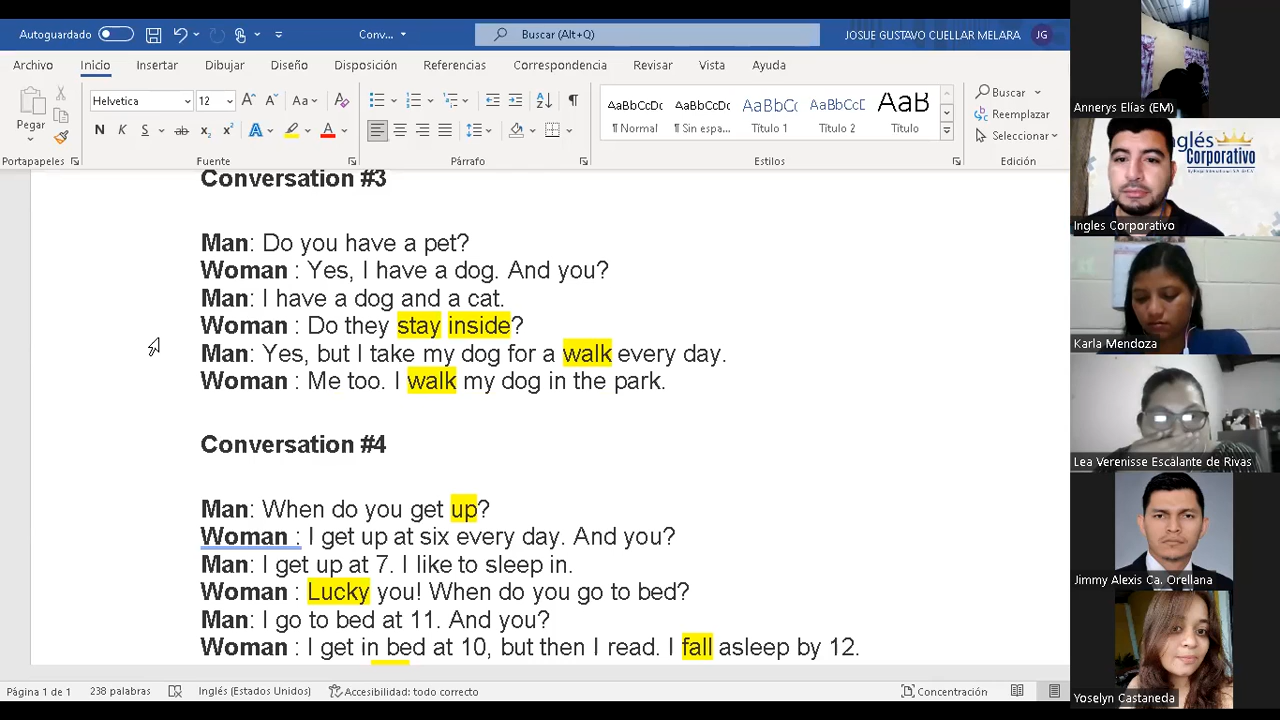 Autoguardado
Conv...
Buscar (Alt+Q)
JOSUE GUSTAVO CUELLAR MELARA
JG
Archivo Inicio Insertar Dibujar Diseño Disposición Referencias Correspondencia Revisar Vista Ayuda
Pegar
Helvetica 12
N K S ab x₂ x²
AaBbCcDc AaBbCcDc AaBbCc AaBbCcD AaB
¶ Normal ¶ Sin espa... Título 1 Título 2 Título
Buscar
Reemplazar
Seleccionar
Portapapeles Fuente Párrafo Estilos Edición
Conversation #3
Man: Do you have a pet?
Woman : Yes, I have a dog. And you?
Man: I have a dog and a cat.
Woman : Do they stay inside?
Man: Yes, but I take my dog for a walk every day.
Woman : Me too. I walk my dog in the park.
Conversation #4
Man: When do you get up?
Woman : I get up at six every day. And you?
Man: I get up at 7. I like to sleep in.
Woman : Lucky you! When do you go to bed?
Man: I go to bed at 11. And you?
Woman : I get in bed at 10, but then I read. I fall asleep by 12.
Página 1 de 1 238 palabras Inglés (Estados Unidos) Accesibilidad: todo correcto Concentración
Annerys Elías (EM)
Inglés
Corporativo
Ingles Corporativo
Karla Mendoza
Lea Verenisse Escalante de Rivas
Jimmy Alexis Ca. Orellana
Yoselyn Castaneda